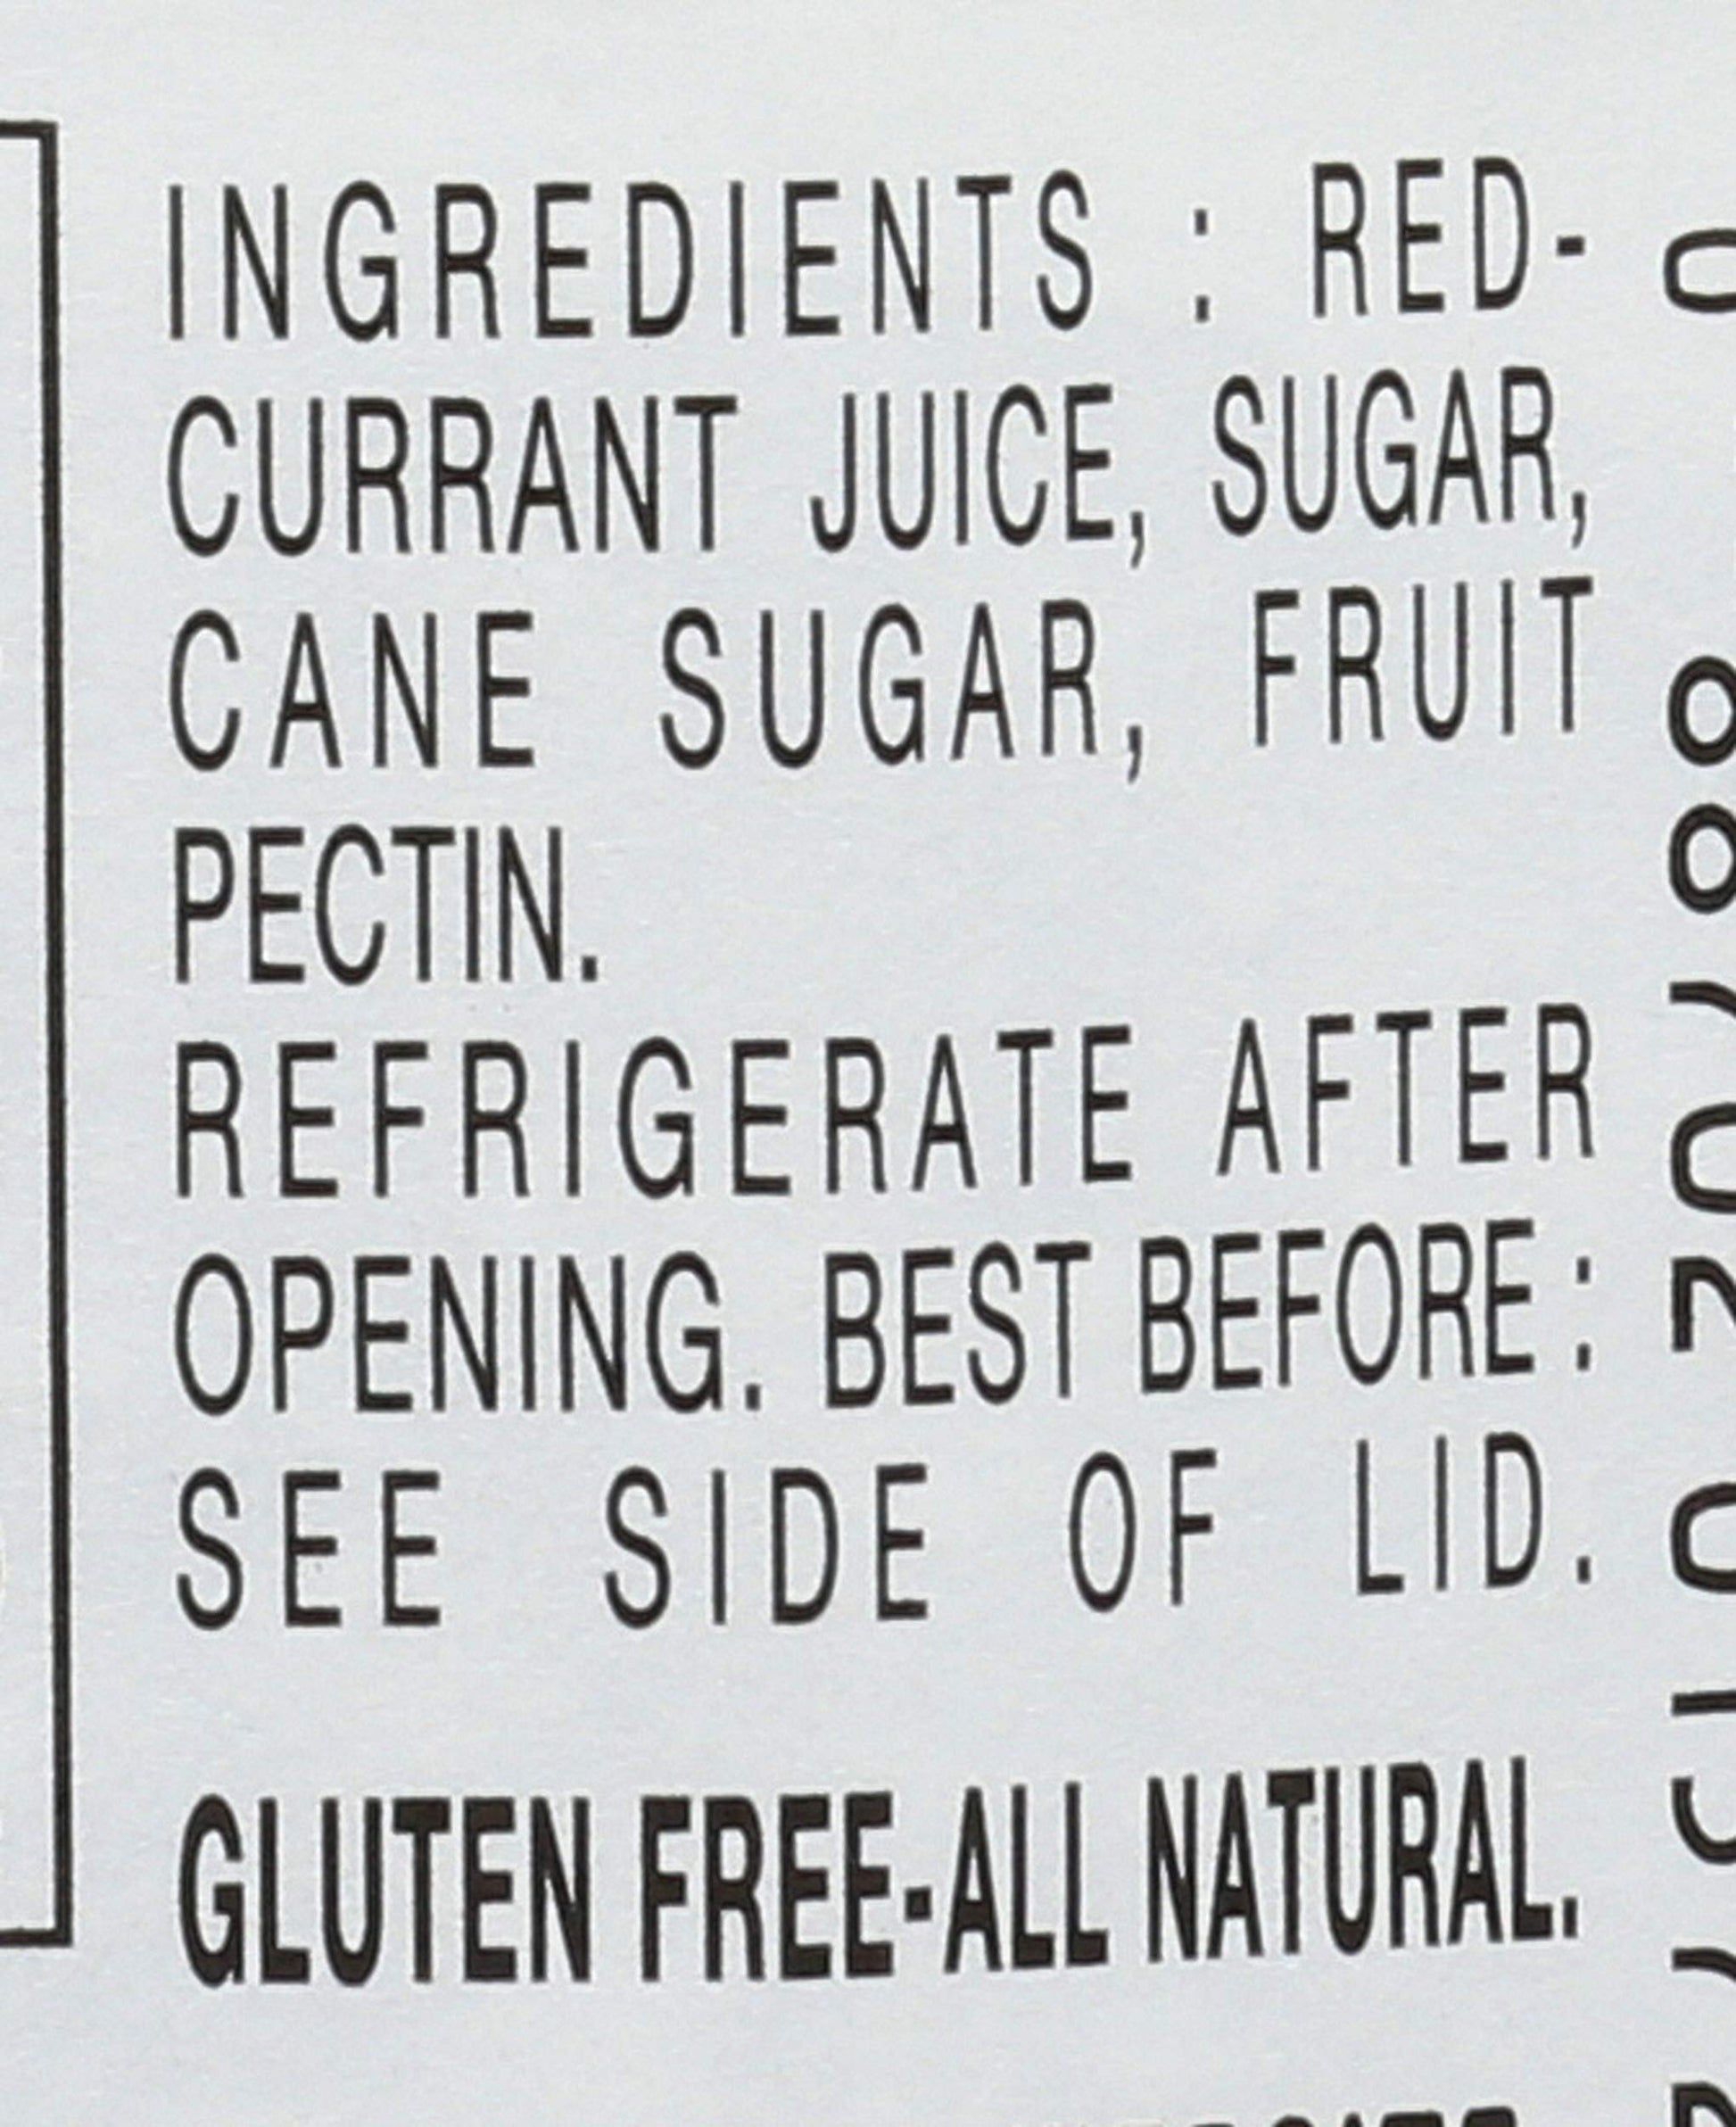 INGREDIENTS : RED-
CURRANT JUICE, SUGAR,
CANE SUGAR, FRUIT
PECTIN.
REFRIGERATE AFTER
OPENING. BEST BEFORE :
SEE SIDE OF LID.
GLUTEN FREE-ALL NATURAL.